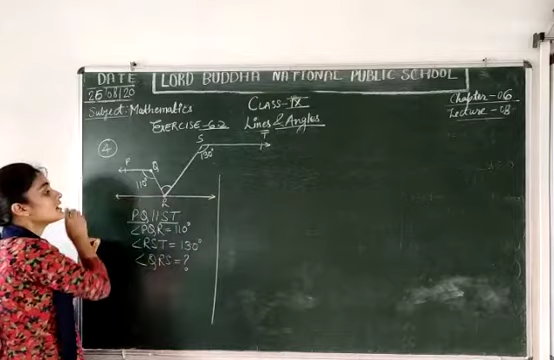 DATE
25/08/20
LORD BUDDHA NATIONAL PUBLIC SCHOOL
Subject: Mathematics
CLASS-IX
Chapter-06
Lecture-08
EXERCISE-6.2
Lines & Angles
4
S
T
130°
P
Q
110°
R
PQ || ST
∠PQR = 110°
∠RST = 130°
∠QRS = ?